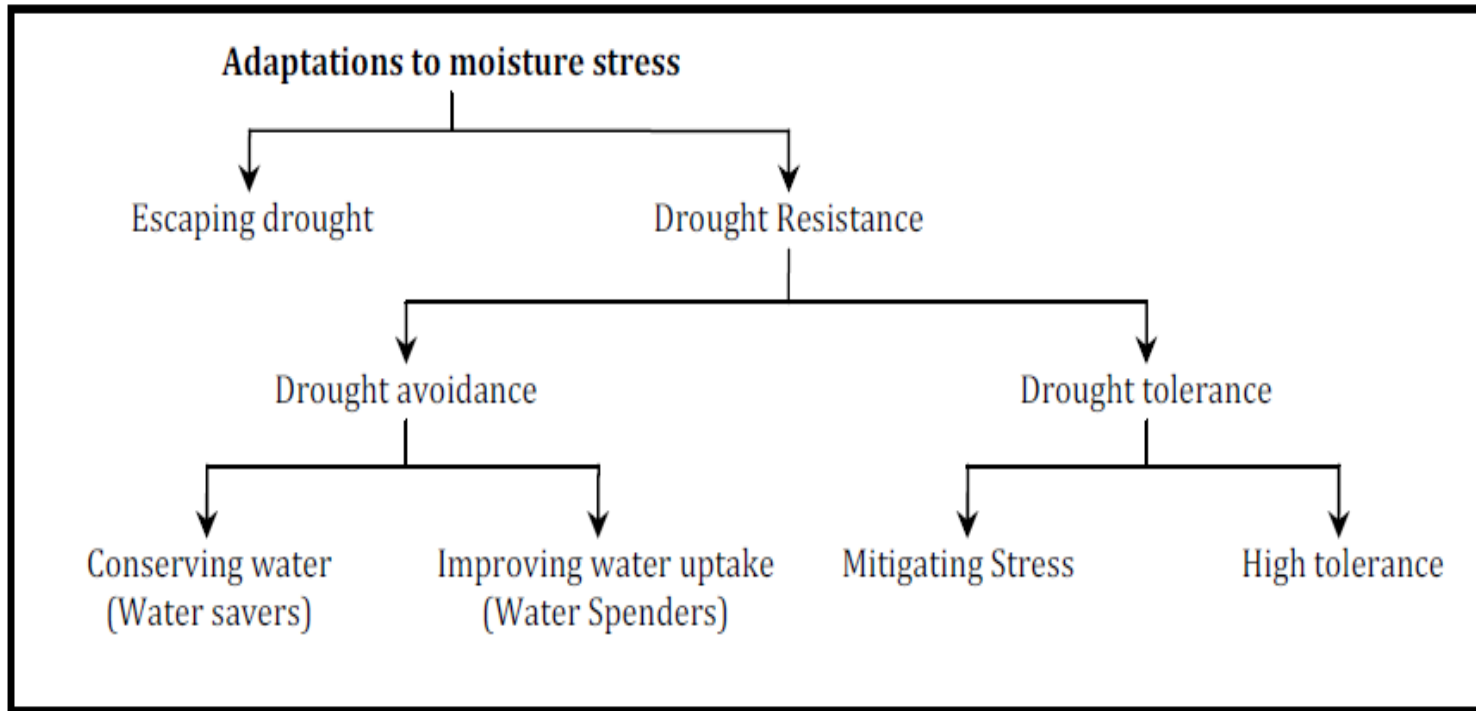 Adaptations to moisture stress
Escaping drought
Drought Resistance
Drought avoidance
Drought tolerance
Conserving water
(Water savers)
Improving water uptake
(Water Spenders)
Mitigating Stress
High tolerance